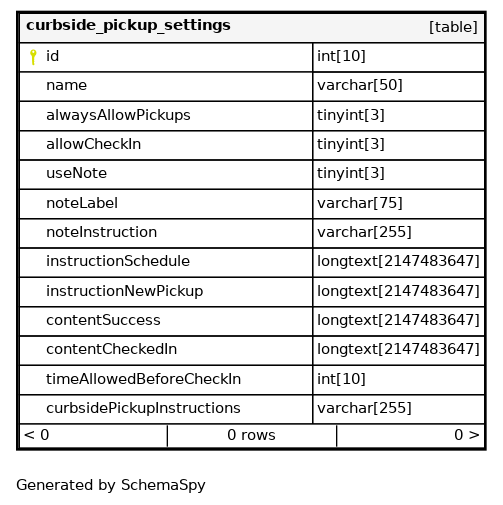 curbside_pickup_settings [table]
id int[10]
name varchar[50]
alwaysAllowPickups tinyint[3]
allowCheckIn tinyint[3]
useNote tinyint[3]
noteLabel varchar[75]
noteInstruction varchar[255]
instructionSchedule longtext[2147483647]
instructionNewPickup longtext[2147483647]
contentSuccess longtext[2147483647]
contentCheckedIn longtext[2147483647]
timeAllowedBeforeCheckIn int[10]
curbsidePickupInstructions varchar[255]
< 0 0 rows 0 >
Generated by SchemaSpy